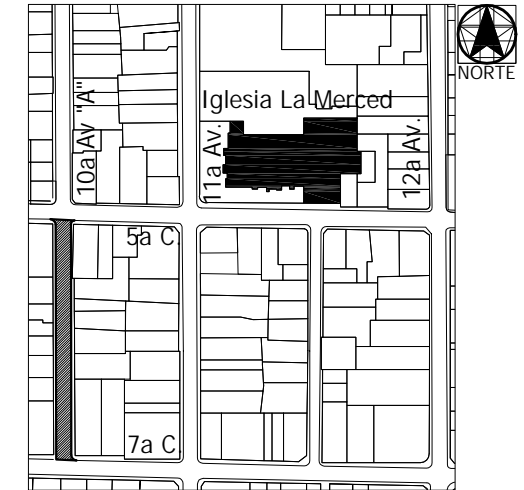 NORTE
Iglesia La Merced
10a Av "A"
11a Av.
12a Av.
5a C.
7a C.